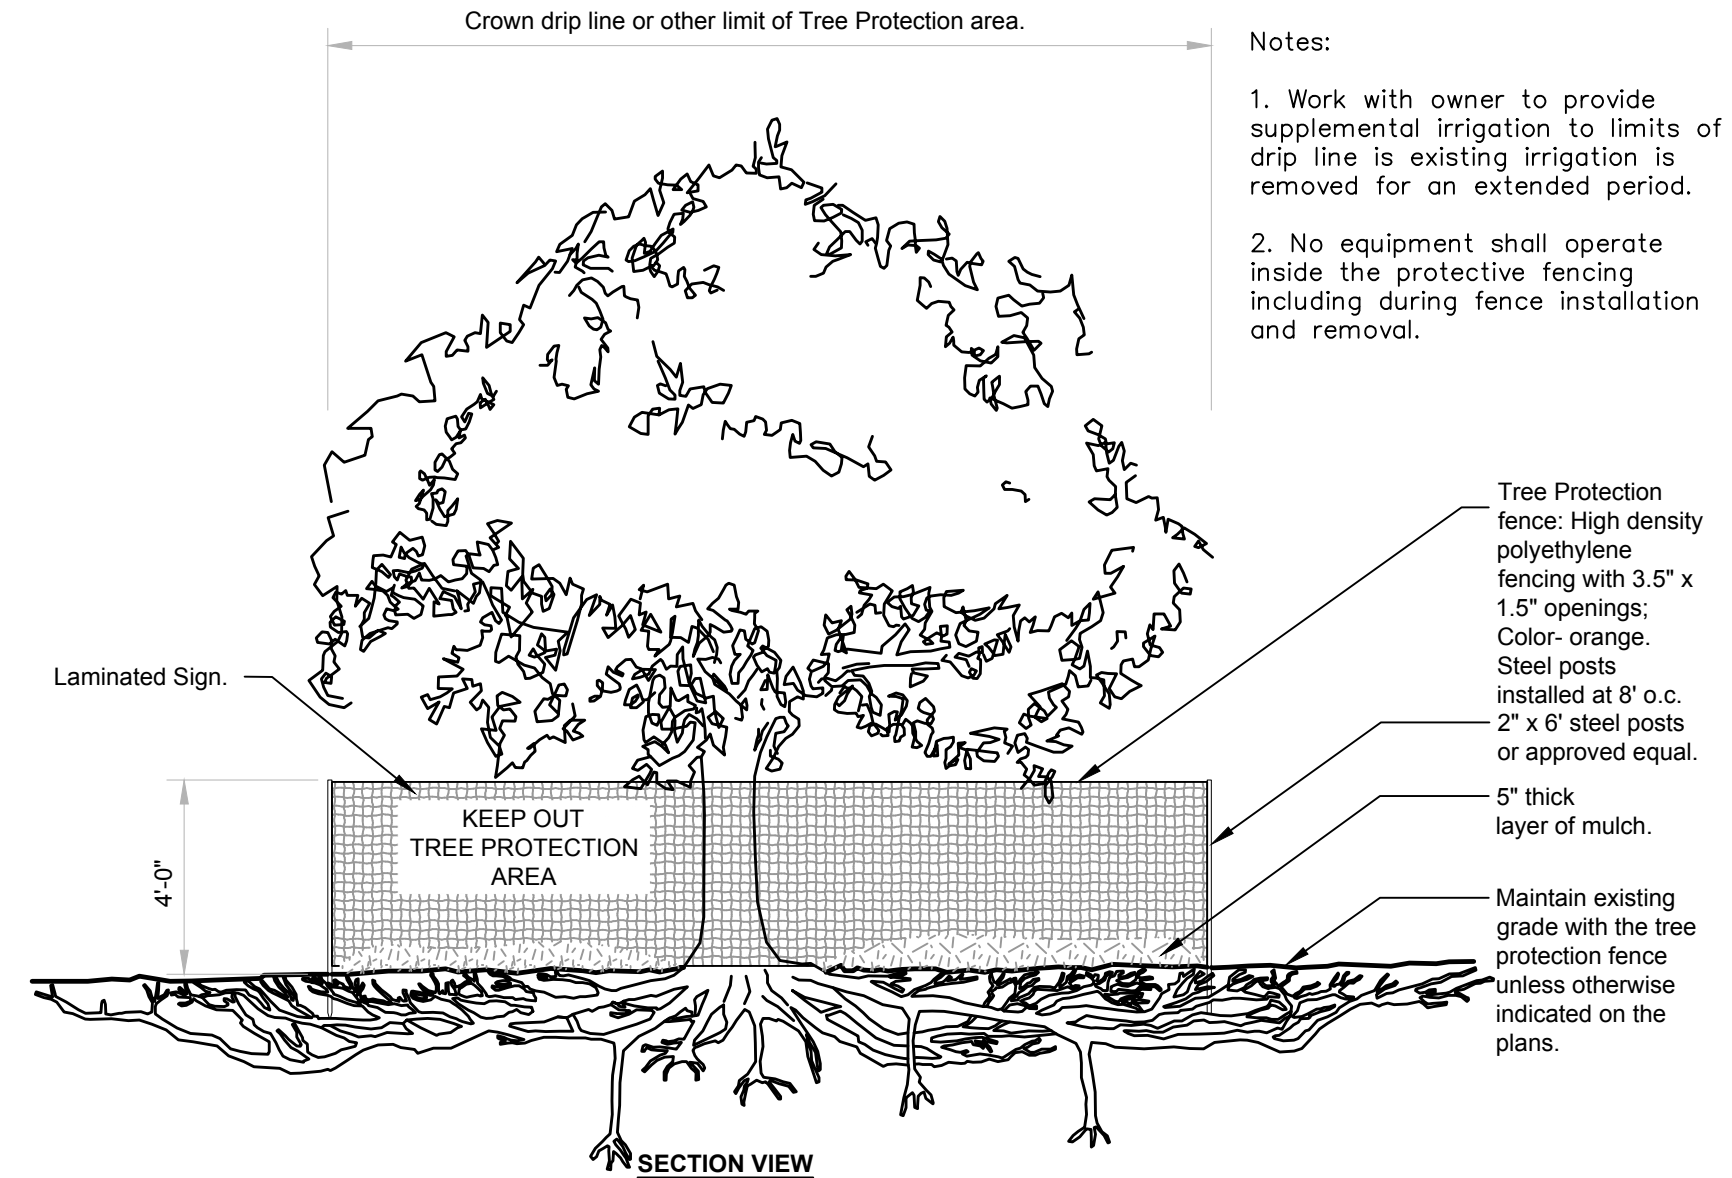 Crown drip line or other limit of Tree Protection area.
Notes:
1. Work with owner to provide
supplemental irrigation to limits of
drip line is existing irrigation is
removed for an extended period.
2. No equipment shall operate
inside the protective fencing
including during fence installation
and removal.
Tree Protection
fence: High density
polyethylene
fencing with 3.5" x
1.5" openings;
Color- orange.
Steel posts
installed at 8' o.c.
2" x 6' steel posts
or approved equal.
5" thick
layer of mulch.
Maintain existing
grade with the tree
protection fence
unless otherwise
indicated on the
plans.
Laminated Sign.
KEEP OUT
TREE PROTECTION
AREA
4'-0"
SECTION VIEW